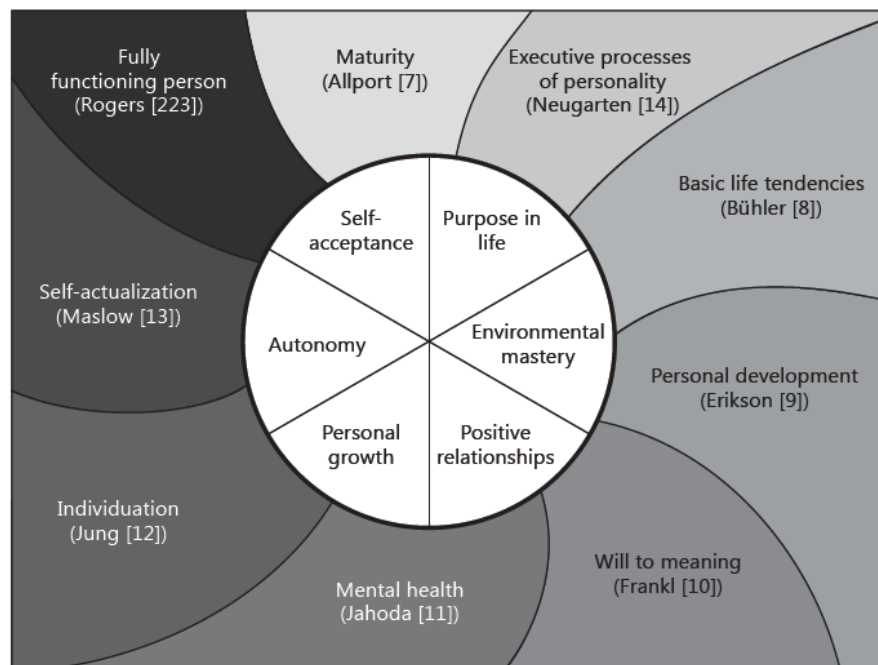 Fully
functioning person
(Rogers [223])
Maturity
(Allport [7])
Executive processes
of personality
(Neugarten [14])
Basic life tendencies
(Bühler [8])
Self-
acceptance
Purpose in
life
Self-actualization
(Maslow [13])
Autonomy
Environmental
mastery
Personal development
(Erikson [9])
Personal
growth
Positive
relationships
Individuation
(Jung [12])
Mental health
(Jahoda [11])
Will to meaning
(Frankl [10])